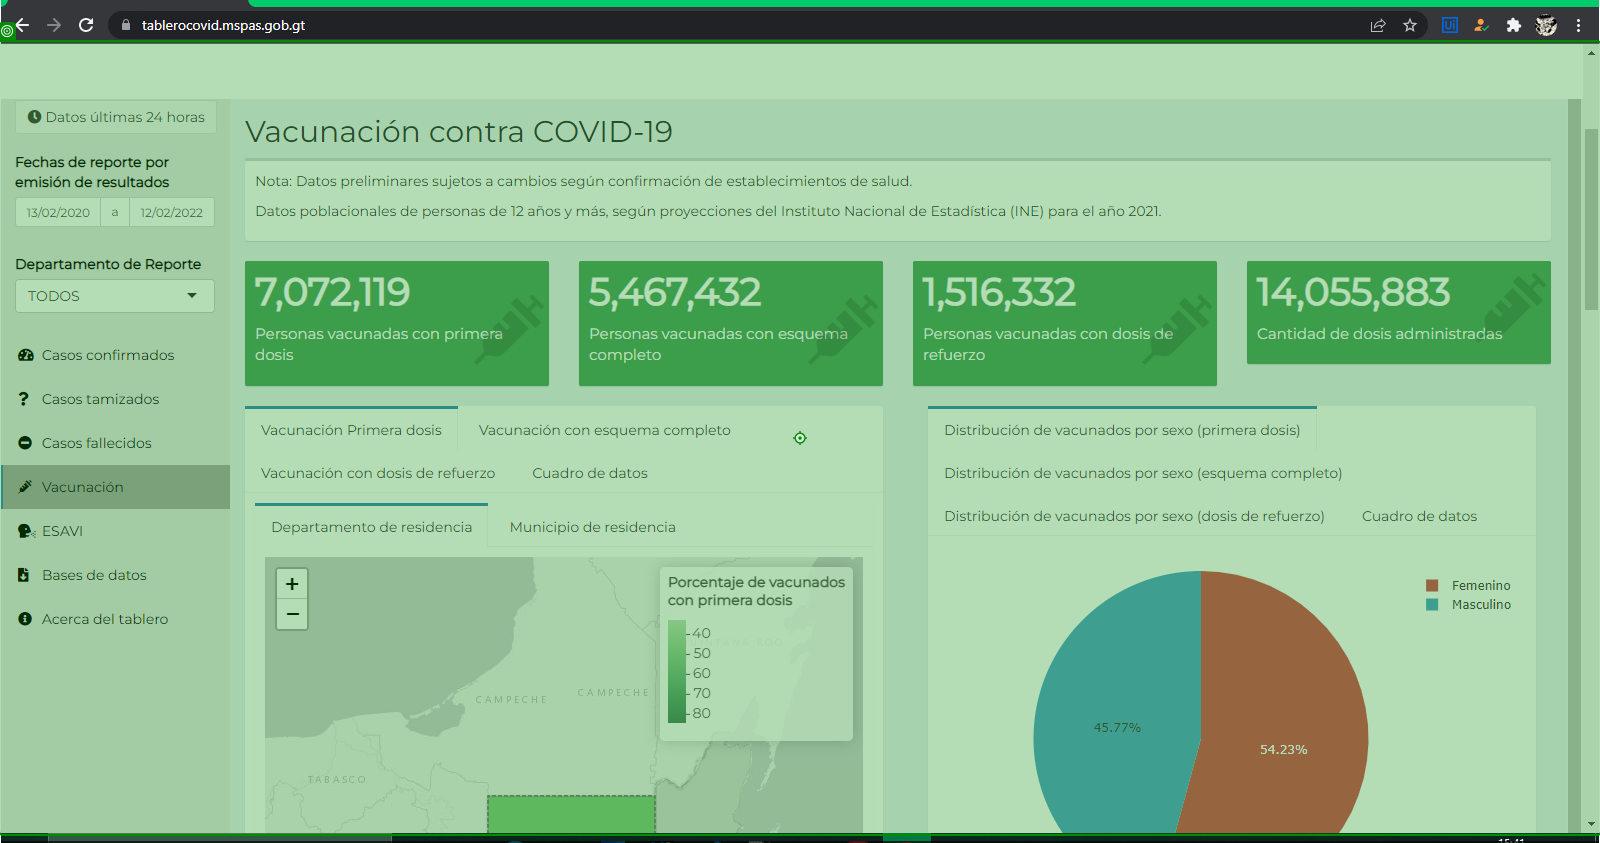 tablerocovid.mspas.gob.gt
Datos últimas 24 horas
Fechas de reporte por
emisión de resultados
13/02/2020 a 12/02/2022
Departamento de Reporte
TODOS
Casos confirmados
Casos tamizados
Casos fallecidos
Vacunación
ESAVI
Bases de datos
Acerca del tablero
Vacunación contra COVID-19
Nota: Datos preliminares sujetos a cambios según confirmación de establecimientos de salud.
Datos poblacionales de personas de 12 años y más, según proyecciones del Instituto Nacional de Estadística (INE) para el año 2021.
7,072,119
Personas vacunadas con primera
dosis
5,467,432
Personas vacunadas con esquema
completo
1,516,332
Personas vacunadas con dosis de
refuerzo
14,055,883
Cantidad de dosis administradas
Vacunación Primera dosis
Vacunación con esquema completo
Vacunación con dosis de refuerzo
Cuadro de datos
Departamento de residencia
Municipio de residencia
+
−
Porcentaje de vacunados
con primera dosis
40
50
60
70
80
CAMPECHE
CAMPECHE
TABASCO
Distribución de vacunados por sexo (primera dosis)
Distribución de vacunados por sexo (esquema completo)
Distribución de vacunados por sexo (dosis de refuerzo)
Cuadro de datos
Femenino
Masculino
45.77%
54.23%